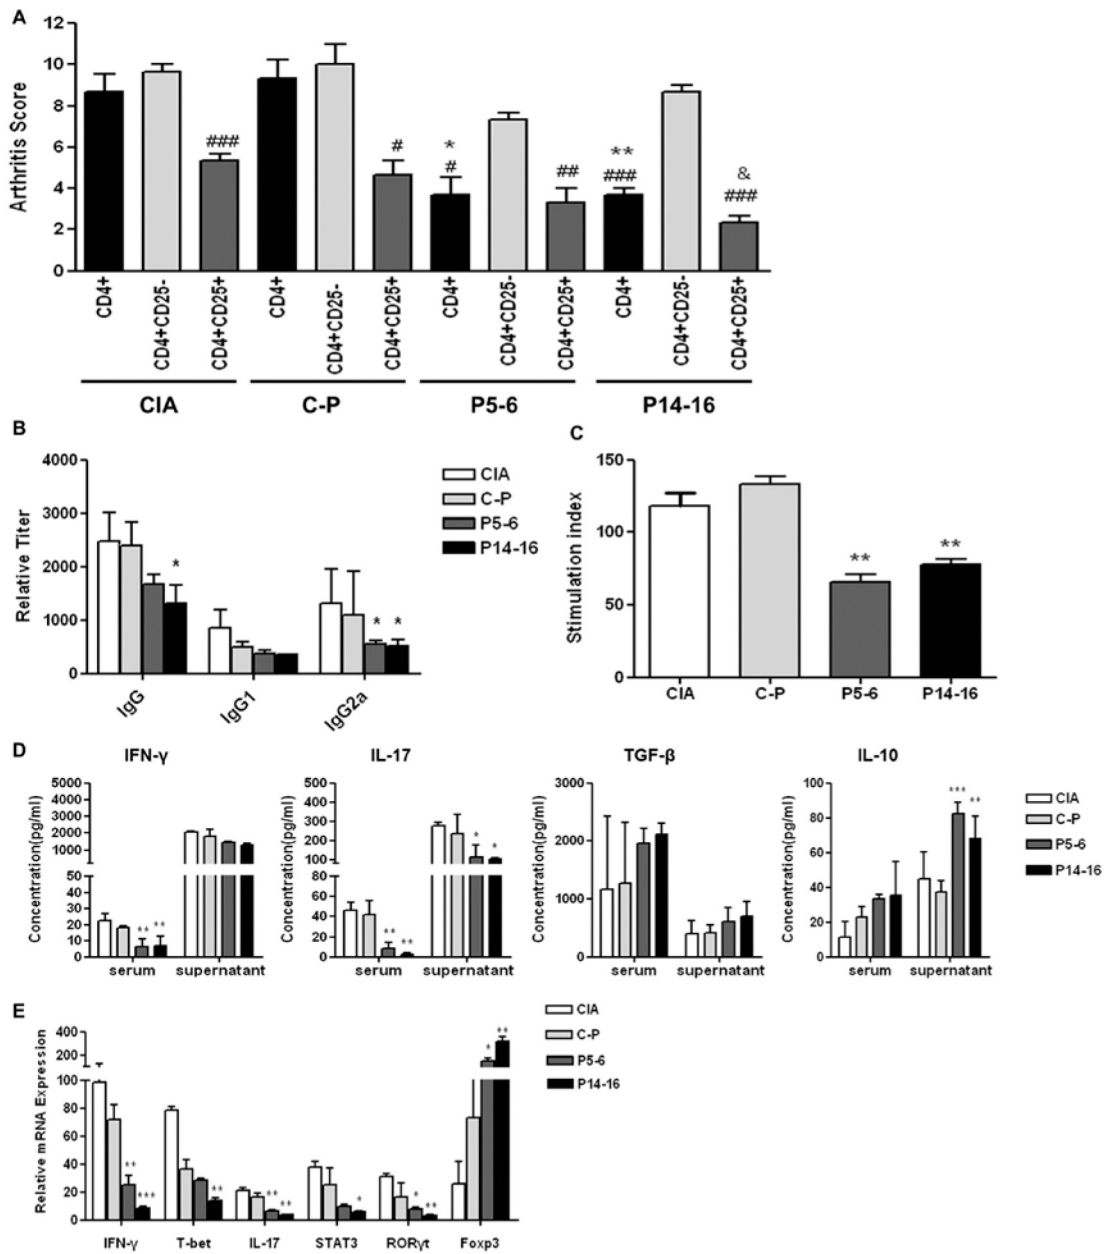 A
12
10
8
6
4
2
0
Arthritis Score
###
#
*
#
##
**
###
&
###
CD4+
CD4+CD25-
CD4+CD25+
CD4+
CD4+CD25-
CD4+CD25+
CD4+
CD4+CD25-
CD4+CD25+
CD4+
CD4+CD25-
CD4+CD25+
CIA
C-P
P5-6
P14-16
B
4000
3000
2000
1000
0
Relative Titer
*
*
*
IgG
IgG1
IgG2a
CIA
C-P
P5-6
P14-16
C
150
100
50
0
Stimulation index
**
**
CIA
C-P
P5-6
P14-16
D
IFN-γ
5000
4000
3000
2000
1000
50
40
30
20
10
0
Concentration(pg/ml)
**
**
serum
supernatant
IL-17
500
400
300
200
100
80
60
40
20
0
Concentration(pg/ml)
**
**
*
*
serum
supernatant
TGF-β
3000
2000
1000
0
Concentration(pg/ml)
serum
supernatant
IL-10
100
80
60
40
20
0
Concentration(pg/ml)
***
**
serum
supernatant
CIA
C-P
P5-6
P14-16
E
400
200
100
80
60
40
20
0
Relative mRNA Expression
**
***
**
**
**
*
*
**
*
**
IFN-γ
T-bet
IL-17
STAT3
RORγt
Foxp3
CIA
C-P
P5-6
P14-16